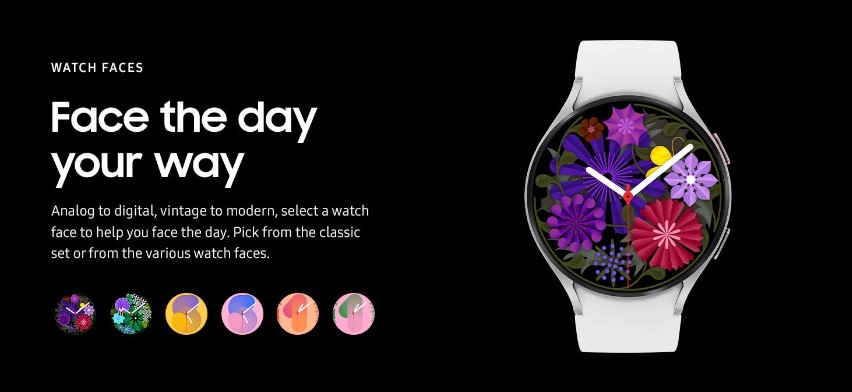 WATCH FACES
Face the day
your way
Analog to digital, vintage to modern, select a watch
face to help you face the day. Pick from the classic
set or from the various watch faces.